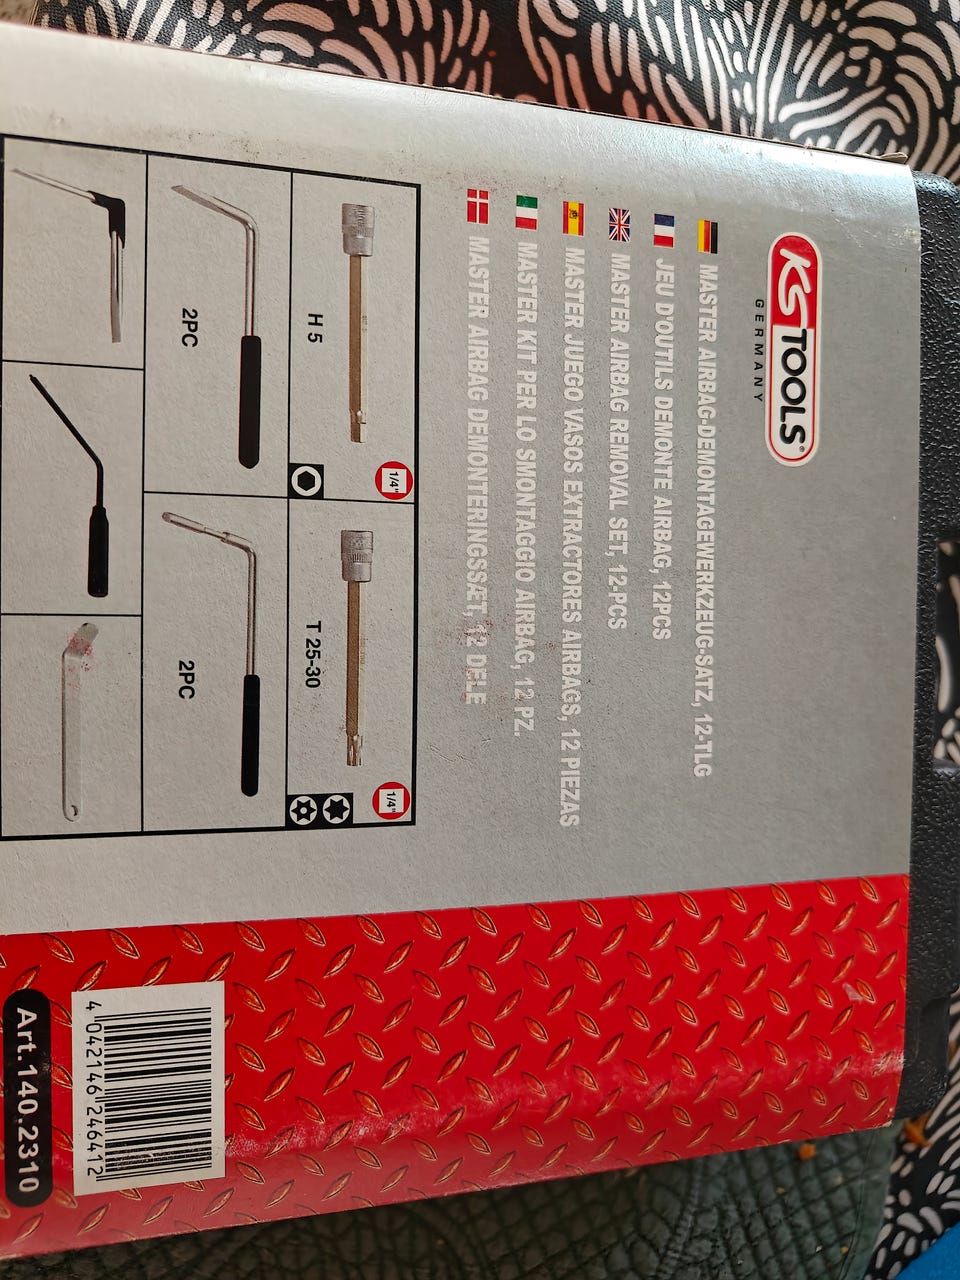 KS TOOLS®
GERMANY
MASTER AIRBAG-DEMONTAGEWERKZEUG-SATZ, 12-TLG
JEU D'OUTILS DEMONTE AIRBAG, 12PCS
MASTER AIRBAG REMOVAL SET, 12-PCS
MASTER JUEGO VASOS EXTRACTORES AIRBAGS, 12 PIEZAS
MASTER KIT PER LO SMONTAGGIO AIRBAG, 12 PZ.
MASTER AIRBAG DEMONTERINGSSÆT, 12 DELE
1/4"
1/4"
H 5
T 25-30
2PC
2PC
4 042146 246412
Art.140.2310